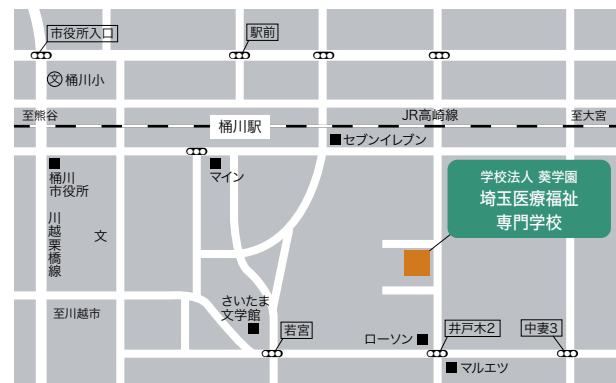 市役所入口
駅前
文 桶川小
至熊谷
桶川駅
JR高崎線
至大宮
セブンイレブン
桶川
市役所
マイン
学校法人 葵学園
埼玉医療福祉
専門学校
川越栗橋線
文
至川越市
さいたま
文学館
若宮
ローソン
井戸木2
中妻3
マルエツ